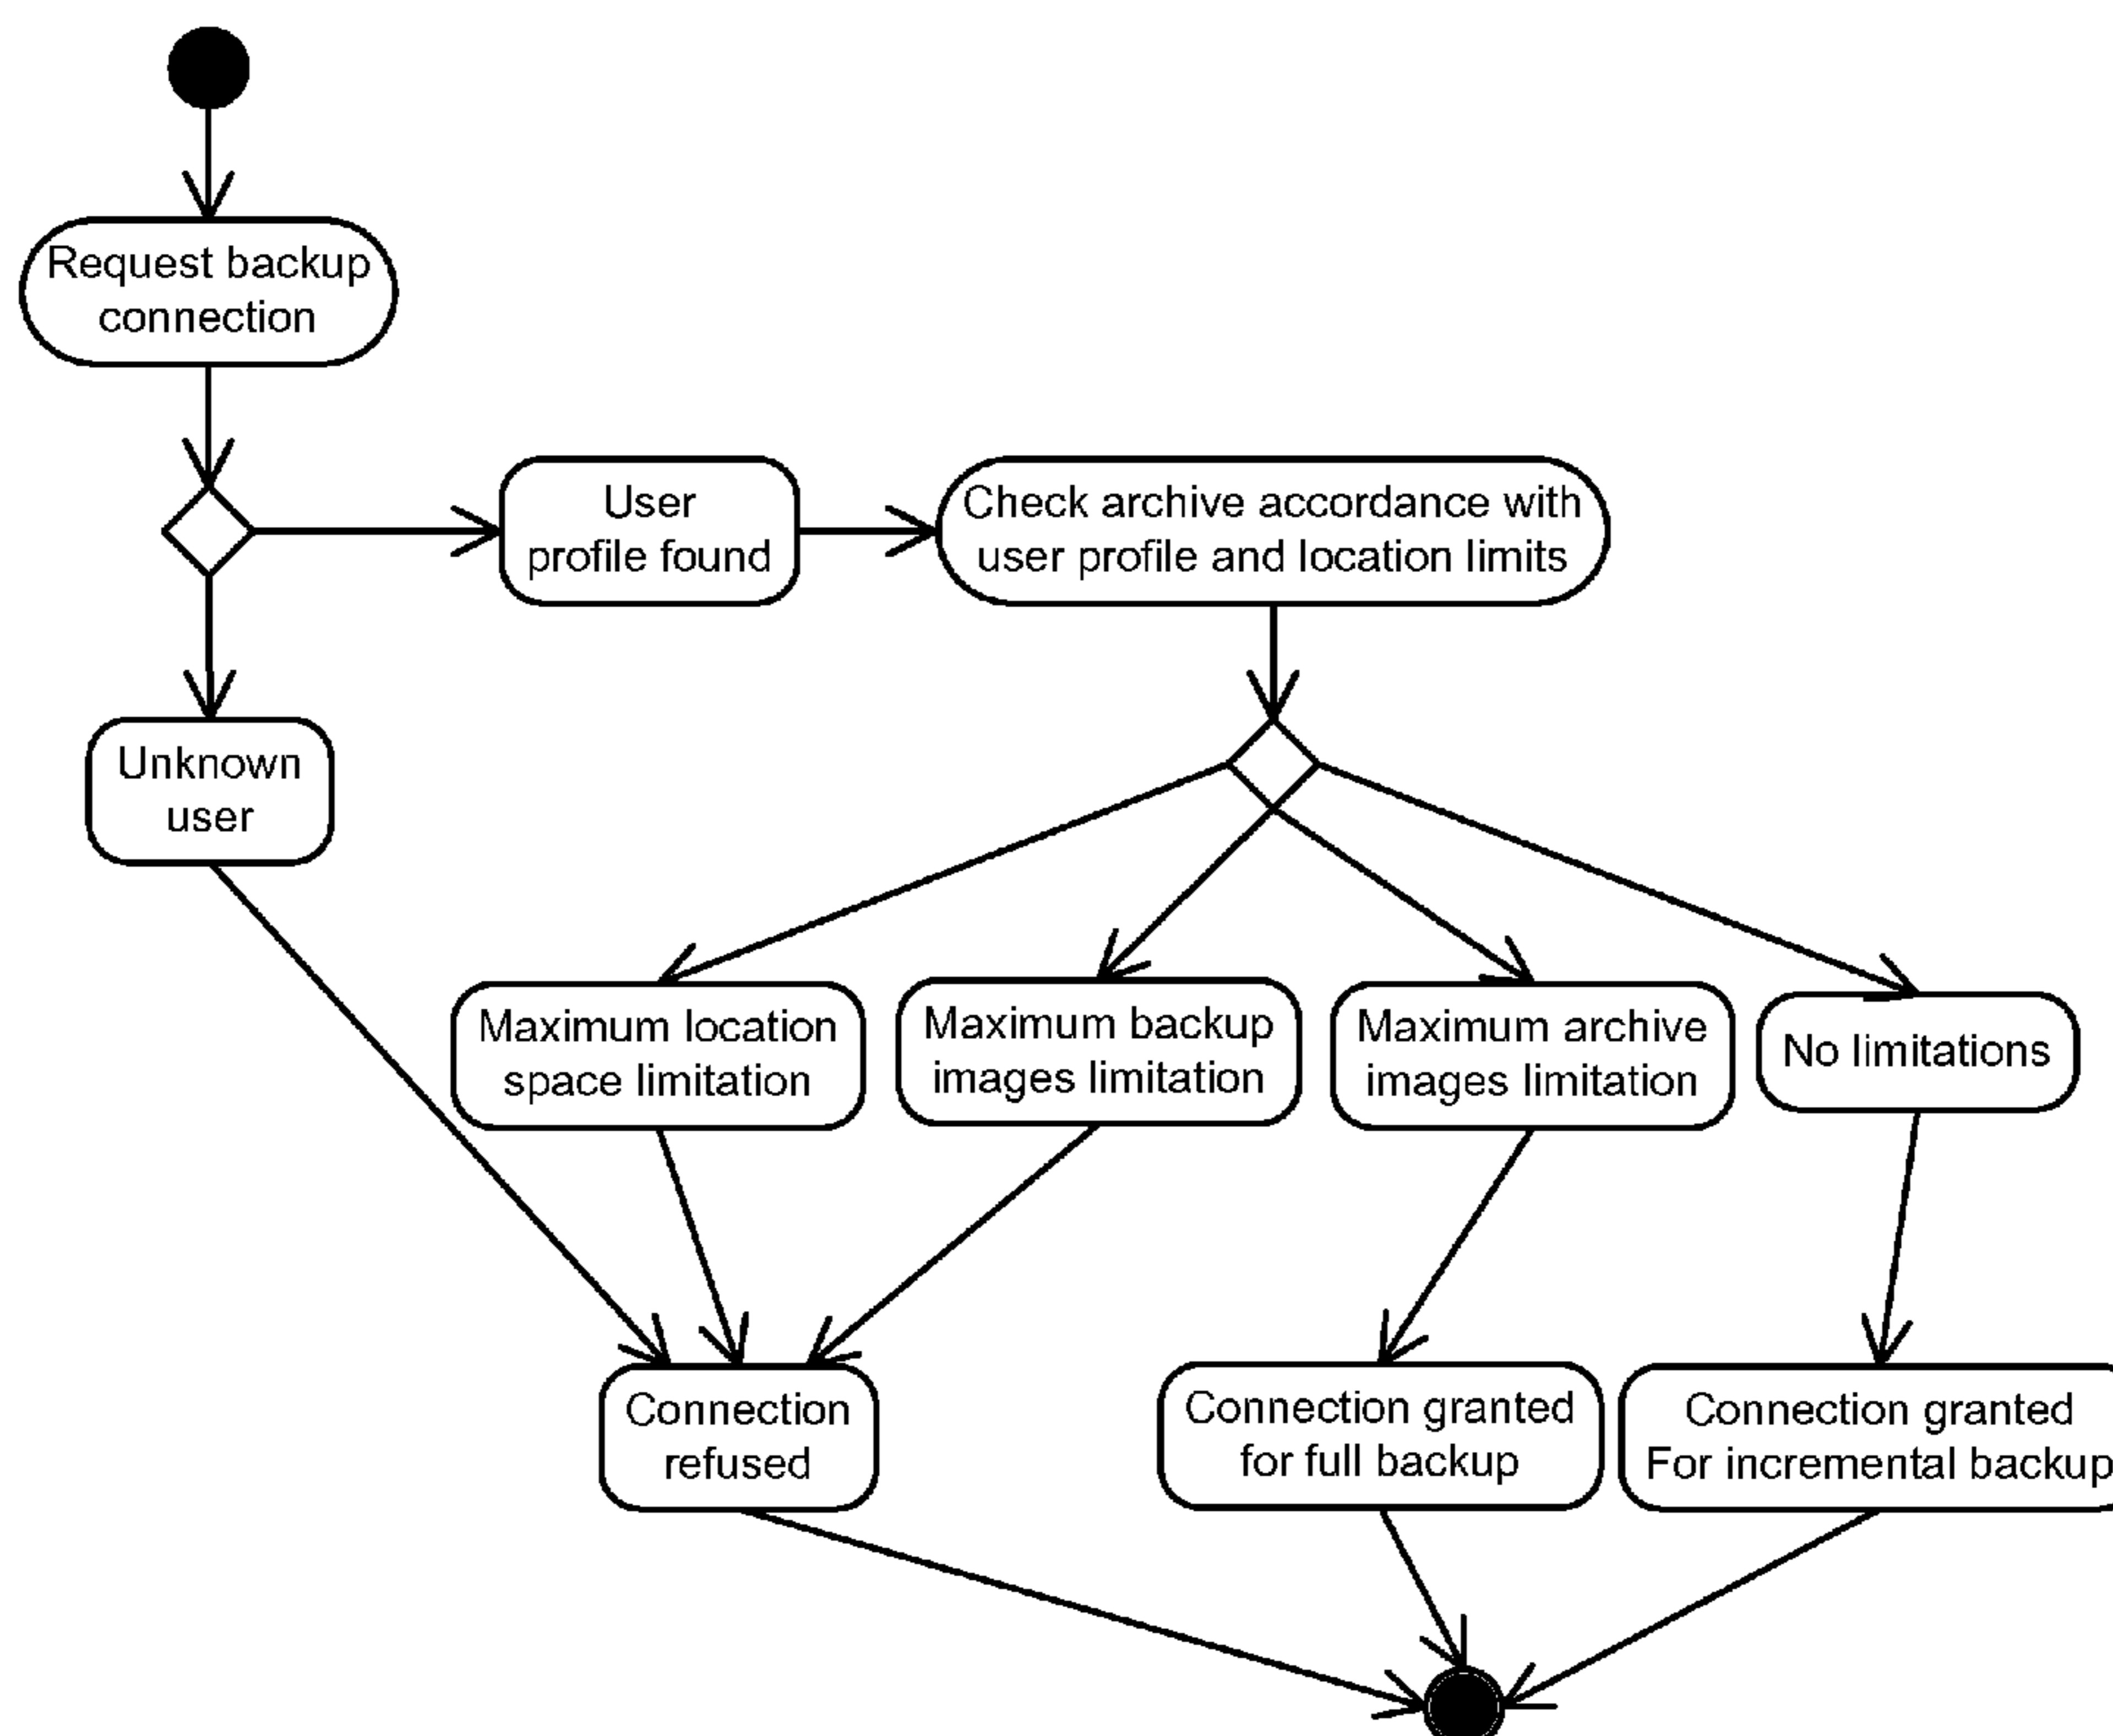 Request backup
connection
User
profile found
Check archive accordance with
user profile and location limits
Unknown
user
Maximum location
space limitation
Maximum backup
images limitation
Maximum archive
images limitation
No limitations
Connection
refused
Connection granted
for full backup
Connection granted
For incremental backup